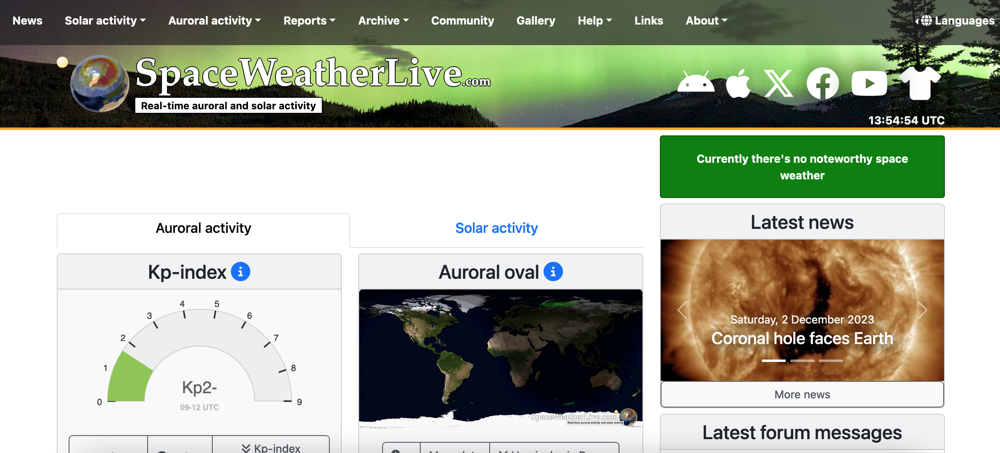 News Solar activity Auroral activity Reports Archive Community Gallery Help Links About Languages
SpaceWeatherLive.com
Real-time auroral and solar activity
13:54:54 UTC
Currently there's no noteworthy space
weather
Auroral activity
Solar activity
Kp-index
4 5
3 6
2 7
1 8
0 9
Kp2-
09-12 UTC
Kp-index
Auroral oval
SpaceWeatherLive.com
Real-time auroral activity and solar activity
Latest news
Saturday, 2 December 2023
Coronal hole faces Earth
More news
Latest forum messages